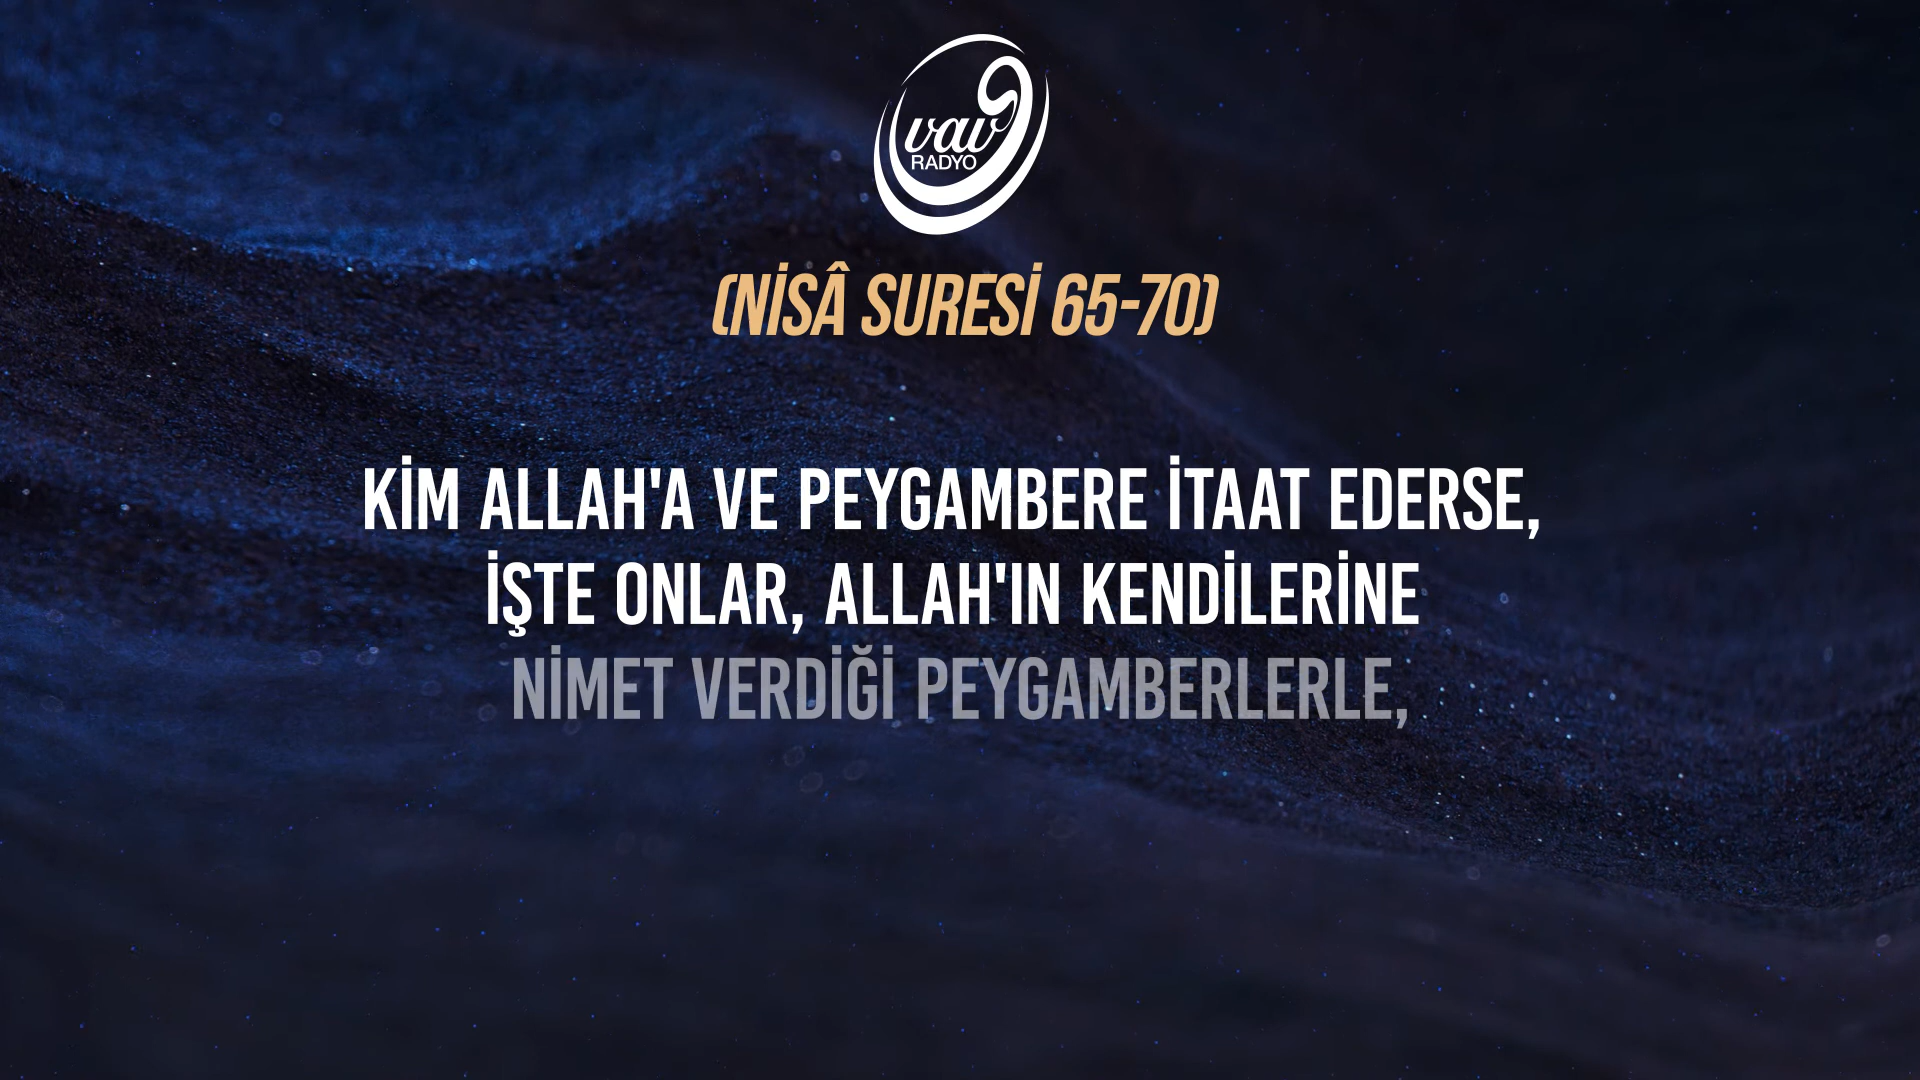 vav
RADYO
(NİSÂ SURESİ 65-70)
KİM ALLAH'A VE PEYGAMBERE İTAAT EDERSE,
İŞTE ONLAR, ALLAH'IN KENDİLERİNE
NİMET VERDİĞİ PEYGAMBERLERLE,